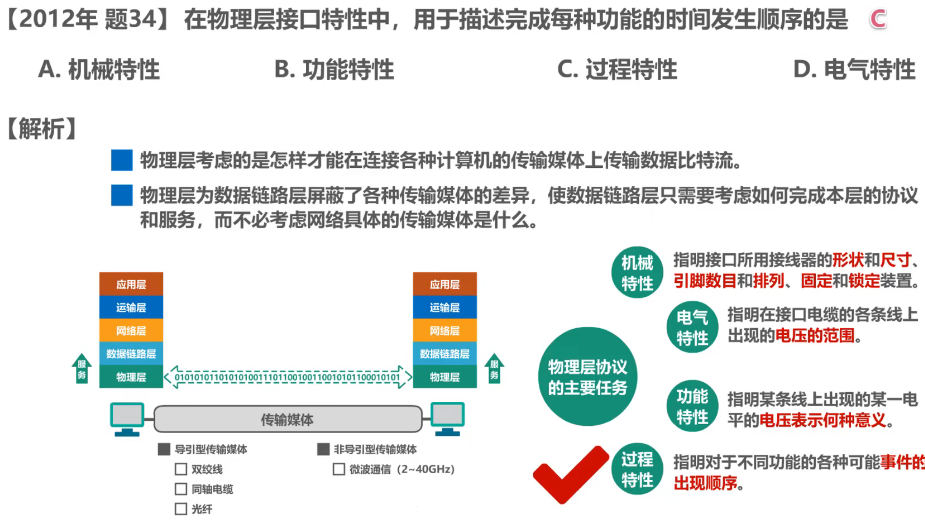 【2012年 题34】在物理层接口特性中，用于描述完成每种功能的时间发生顺序的是 C
A. 机械特性 B. 功能特性 C. 过程特性 D. 电气特性
【解析】
物理层考虑的是怎样才能在连接各种计算机的传输媒体上传输数据比特流。
物理层为数据链路层屏蔽了各种传输媒体的差异，使数据链路层只需要考虑如何完成本层的协议
和服务，而不必考虑网络具体的传输媒体是什么。
应用层
运输层
网络层
数据链路层
物理层
服务
应用层
运输层
网络层
数据链路层
物理层
服务
传输媒体
导引型传输媒体
双绞线
同轴电缆
光纤
非导引型传输媒体
微波通信（2~40GHz）
物理层协议
的主要任务
机械
特性
指明接口所用接线器的形状和尺寸、
引脚数目和排列、固定和锁定装置。
电气
特性
指明在接口电缆的各条线上
出现的电压的范围。
功能
特性
指明某条线上出现的某一电
平的电压表示何种意义。
过程
特性
指明对于不同功能的各种可能事件的
出现顺序。